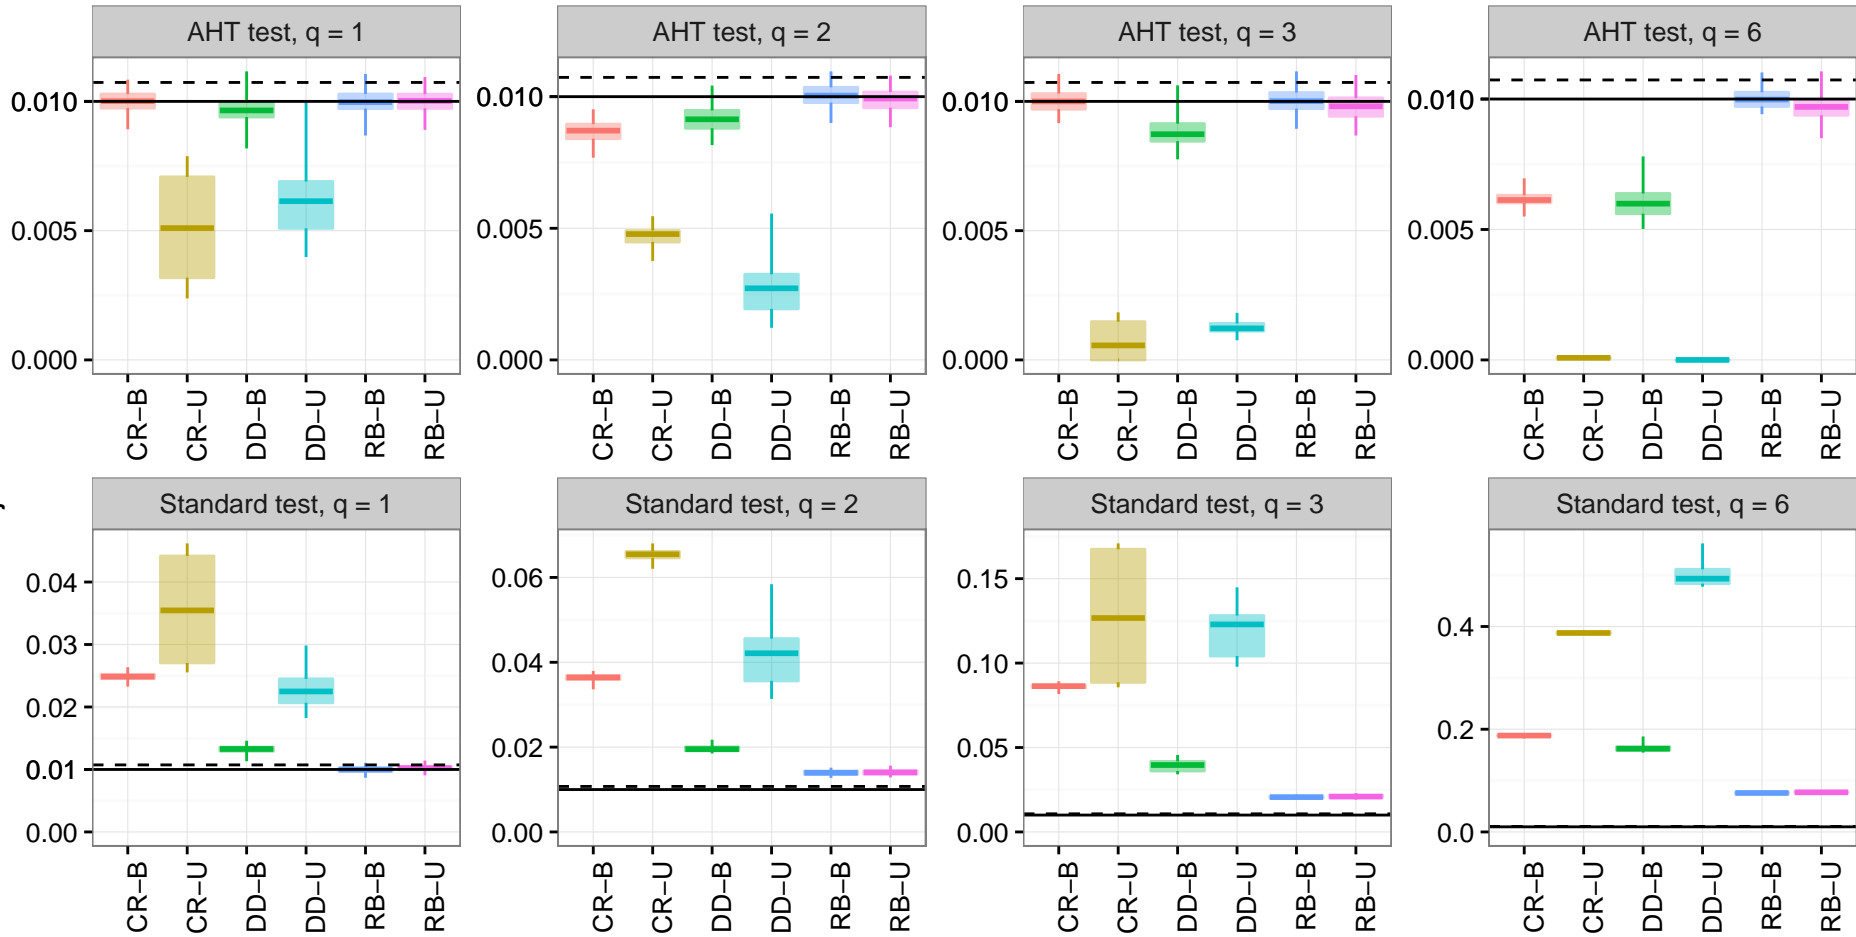 AHT test, q = 1
AHT test, q = 2
AHT test, q = 3
AHT test, q = 6
0.010
0.005
0.000
0.010
0.005
0.000
0.010
0.005
0.000
0.010
0.005
0.000
CR−B
CR−U
DD−B
DD−U
RB−B
RB−U
CR−B
CR−U
DD−B
DD−U
RB−B
RB−U
CR−B
CR−U
DD−B
DD−U
RB−B
RB−U
CR−B
CR−U
DD−B
DD−U
RB−B
RB−U
Standard test, q = 1
Standard test, q = 2
Standard test, q = 3
Standard test, q = 6
0.04
0.03
0.02
0.01
0.00
0.06
0.04
0.02
0.00
0.15
0.10
0.05
0.00
0.4
0.2
0.0
CR−B
CR−U
DD−B
DD−U
RB−B
RB−U
CR−B
CR−U
DD−B
DD−U
RB−B
RB−U
CR−B
CR−U
DD−B
DD−U
RB−B
RB−U
CR−B
CR−U
DD−B
DD−U
RB−B
RB−U